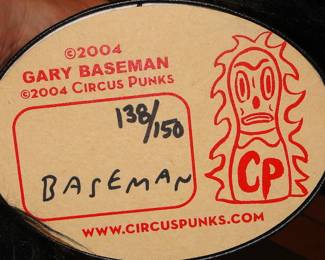 ©2004
GARY BASEMAN
©2004 CIRCUS PUNKS
138/150
BASEMAN
CP
WWW.CIRCUSPUNKS.COM